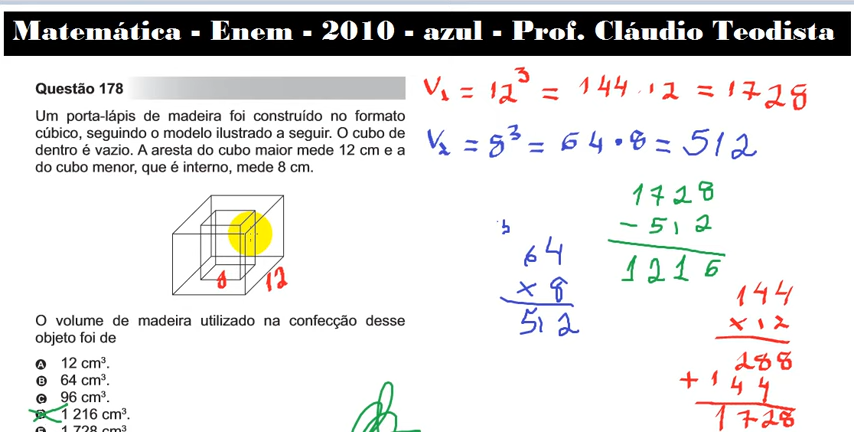 Matemática - Enem - 2010 - azul - Prof. Cláudio Teodista
Questão 178
Um porta-lápis de madeira foi construído no formato
cúbico, seguindo o modelo ilustrado a seguir. O cubo de
dentro é vazio. A aresta do cubo maior mede 12 cm e a
do cubo menor, que é interno, mede 8 cm.
8 12
O volume de madeira utilizado na confecção desse
objeto foi de
A 12 cm³.
B 64 cm³.
C 96 cm³.
D 1 216 cm³.
E 1 728 cm³
V₁ = 12³ = 144 . 12 = 1728
V₂ = 8³ = 64 • 8 = 512
1728
- 512
1216
64
x 8
512
144
x 12
288
+ 144
1728